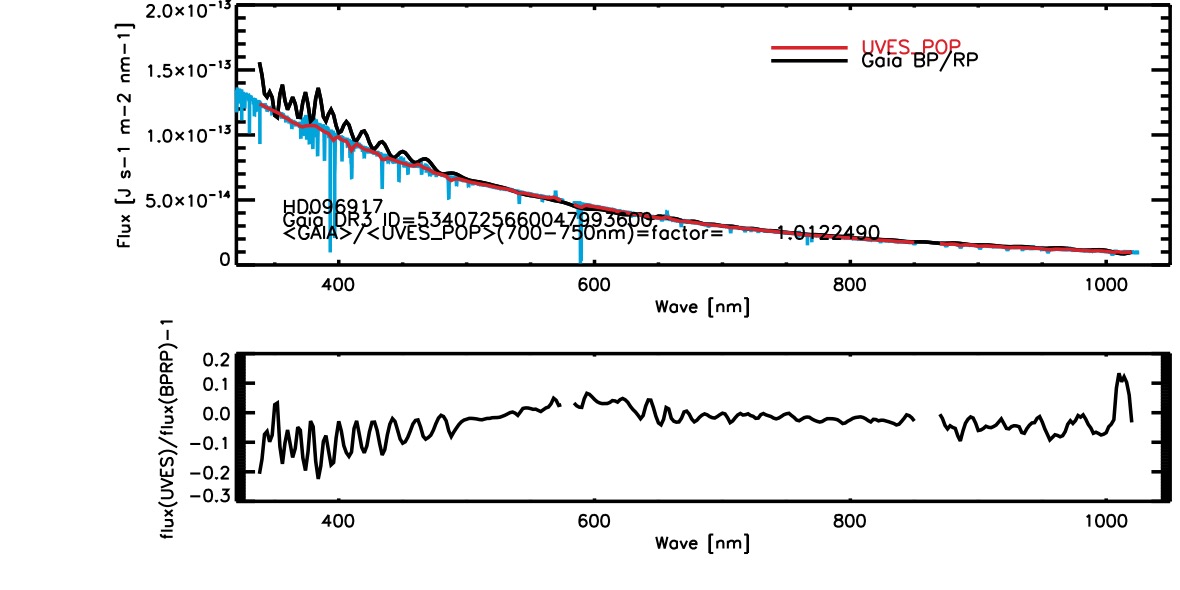 2.0×10⁻¹³
1.5×10⁻¹³
1.0×10⁻¹³
5.0×10⁻¹⁴
0
Flux [J s−1 m−2 nm−1]
UVES_POP
Gaia BP/RP
HD096917
Gaia DR3 ID=5340725660047993600
<GAIA>/<UVES_POP>(700−750nm)=factor= 1.0122490
400 600 800 1000
Wave [nm]
0.2
0.1
0.0
−0.1
−0.2
−0.3
flux(UVES)/flux(BPRP)−1
400 600 800 1000
Wave [nm]